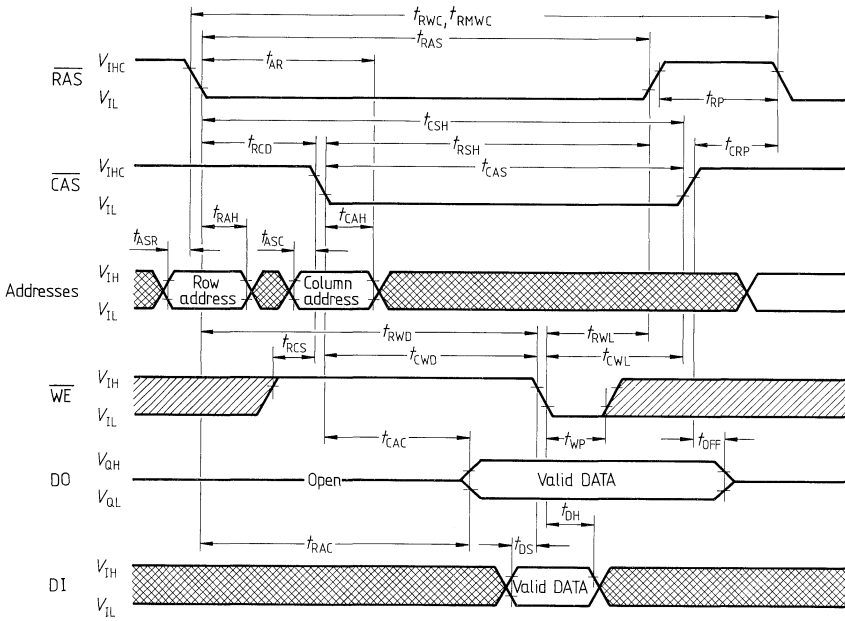 tRWC, tRMWC
tRAS
tAR
RAS
VIHC
VIL
tRP
tCSH
tRCD
tRSH
tCRP
CAS
VIHC
VIL
tCAS
tRAH
tCAH
tASR
tASC
Addresses
VIH
VIL
Row
address
Column
address
tRWD
tRWL
tRCS
tCWD
tCWL
WE
VIH
VIL
tCAC
tWP
tOFF
DO
VQH
VQL
Open
Valid DATA
tDH
tRAC
tDS
DI
VIH
VIL
Valid DATA